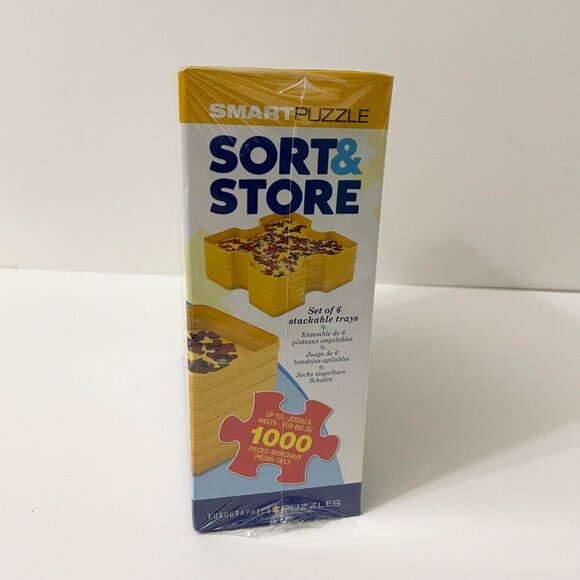 SMARTPUZZLE
SORT&
STORE
Set of 6
stackable trays
Ensemble de 6
plateaux empilables
Juego de 6
bandejas apilables
Sechs stapelbare
Schalen
UP TO - JUSQU'À
HASTA - FÜR BIS ZU
1000
PIECES-MORCEAUX
PIEZAS-TEILE
EUROGRAPHICS PUZZLES